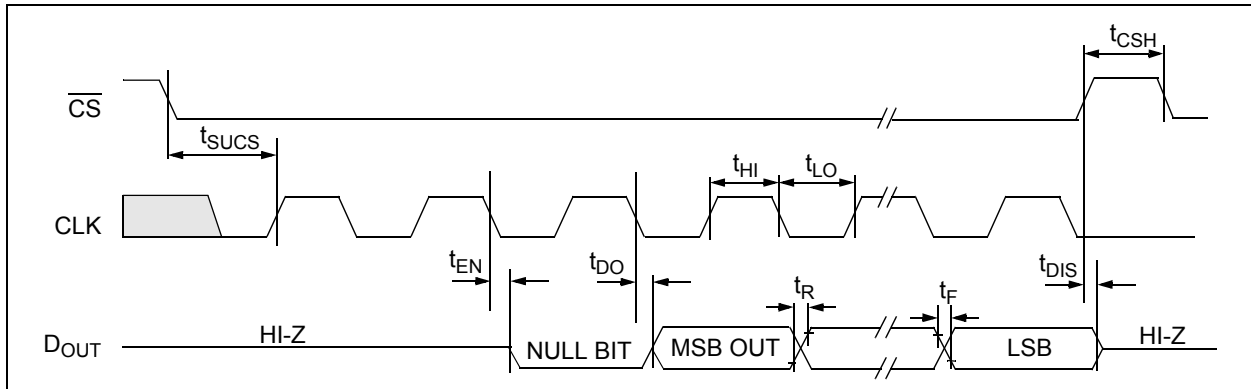 tCSH
CS
tSUCS
tHI
tLO
CLK
tEN
tDO
tR
tF
tDIS
DOUT
HI-Z
NULL BIT
MSB OUT
LSB
HI-Z